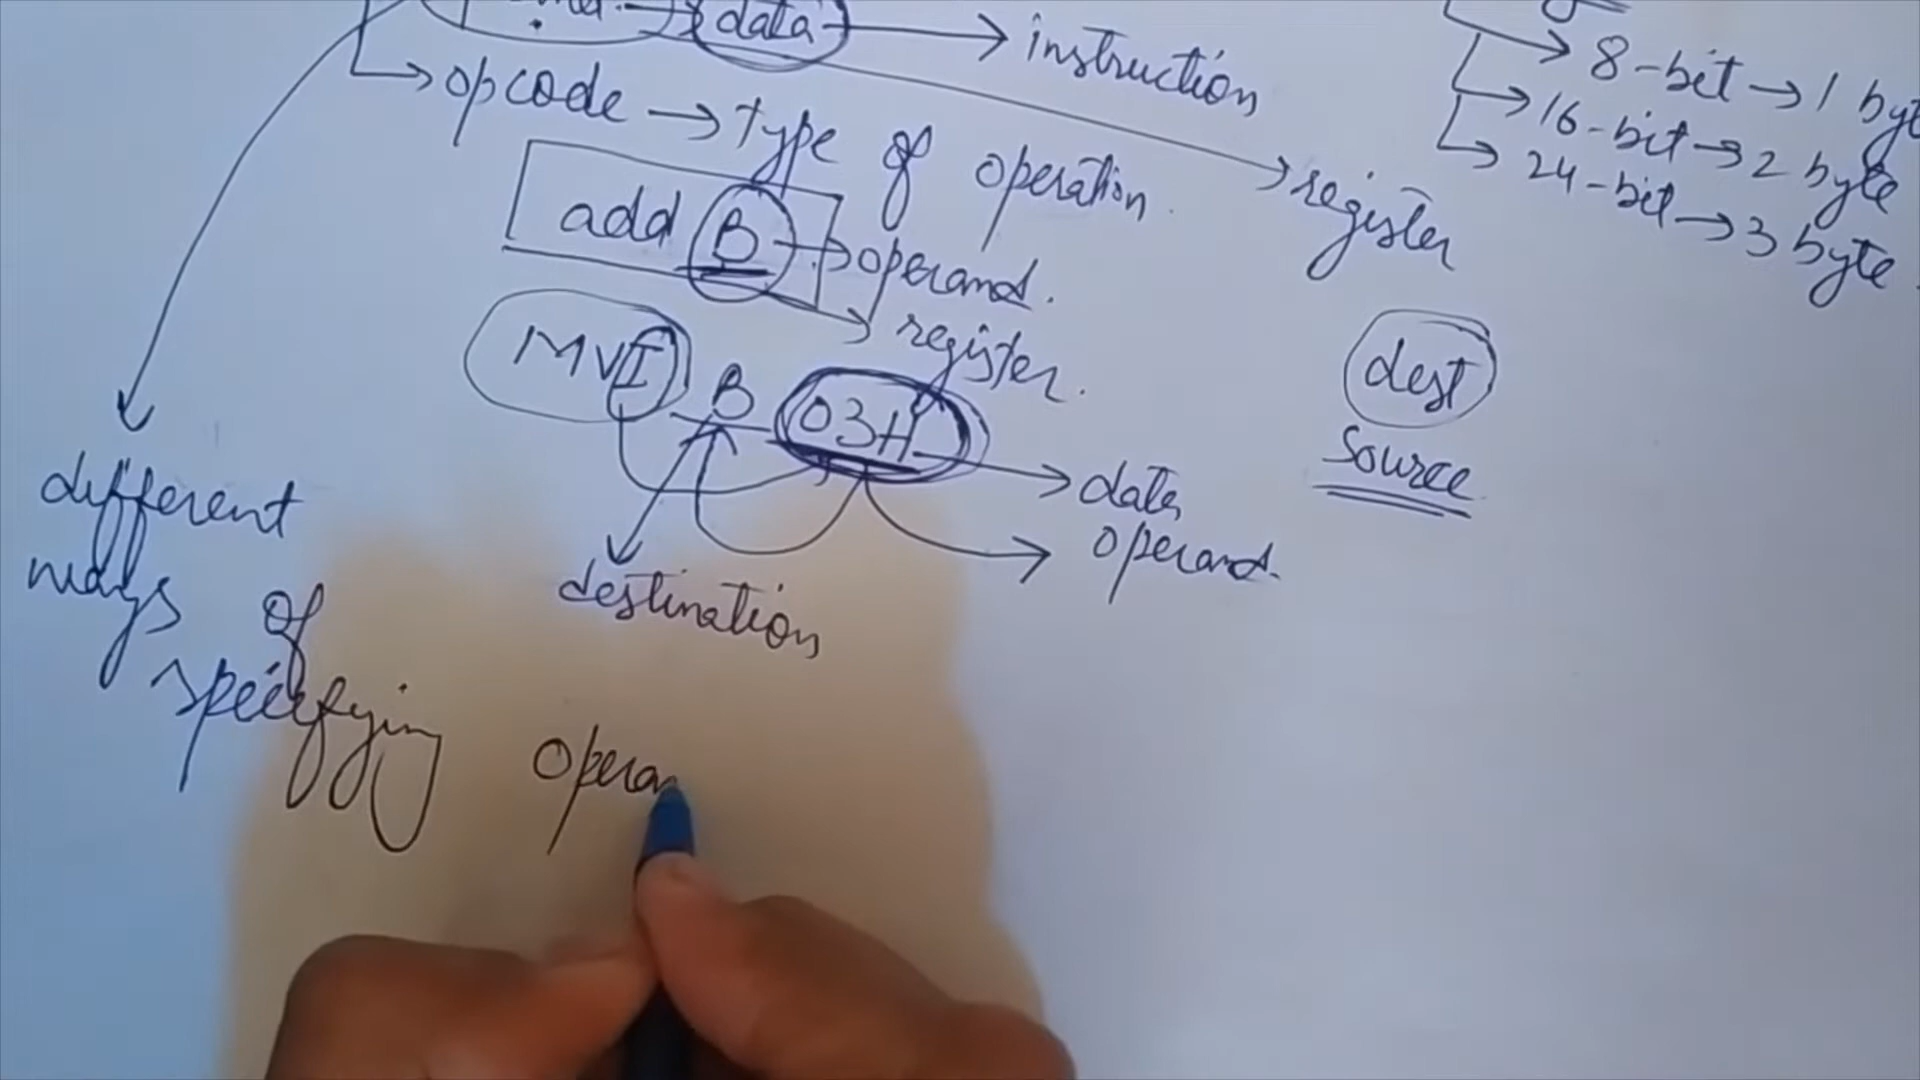 data → instruction
8-bit → 1 byt
opcode → type of operation.
16-bit → 2 byte
24-bit → 3 byte.
register
add B → operand.
register.
MVI B 03H
dest
source
data
operand.
different
ways of
destination
specifying operan